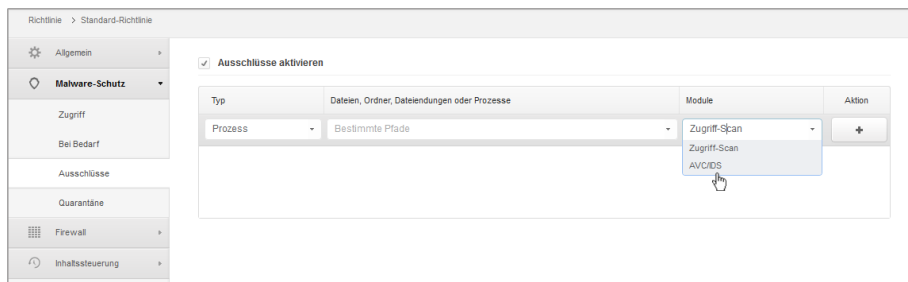 Richtlinie > Standard-Richtlinie
Allgemein
Malware-Schutz
Zugriff
Bei Bedarf
Ausschlüsse
Quarantäne
Firewall
Inhaltssteuerung
Ausschlüsse aktivieren
Typ Dateien, Ordner, Dateiendungen oder Prozesse Module Aktion
Prozess Bestimmte Pfade Zugriff-Scan +
Zugriff-Scan
AVC/IDS